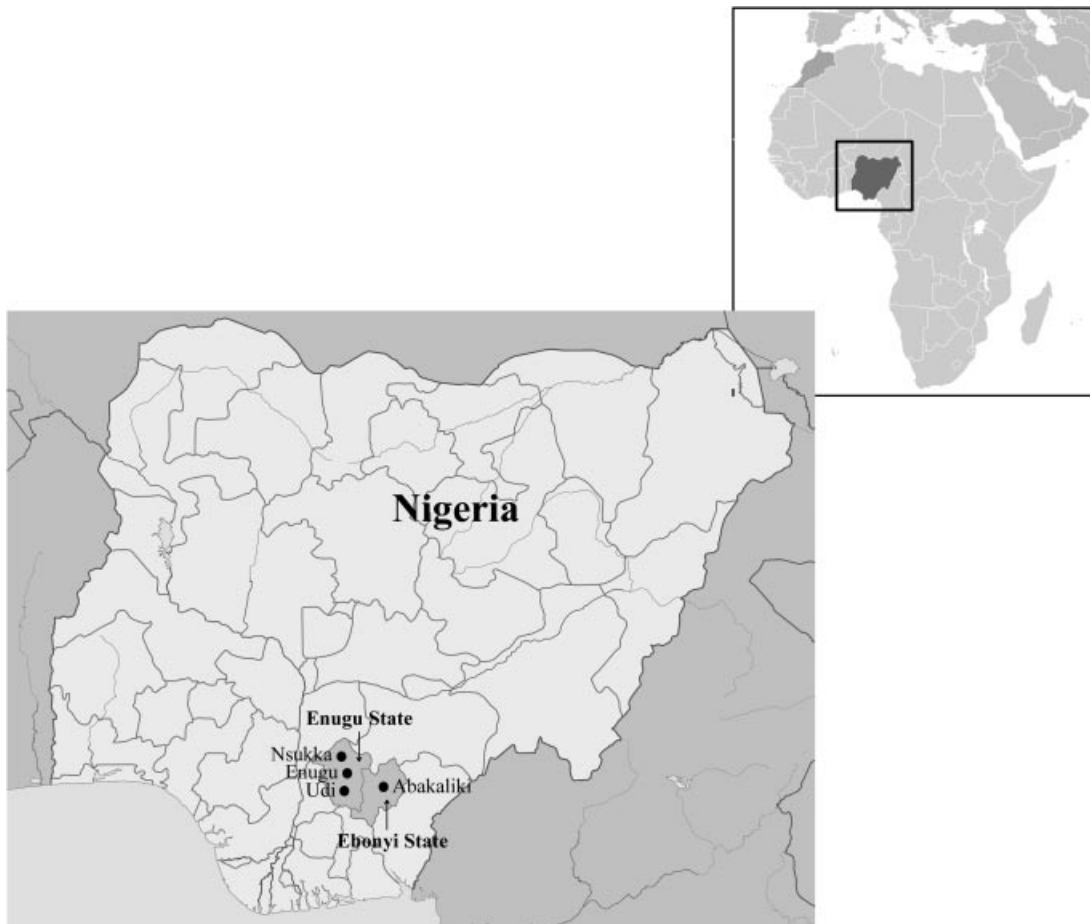 Nigeria
Enugu State
Nsukka
Enugu
Udi
Abakaliki
Ebonyi State